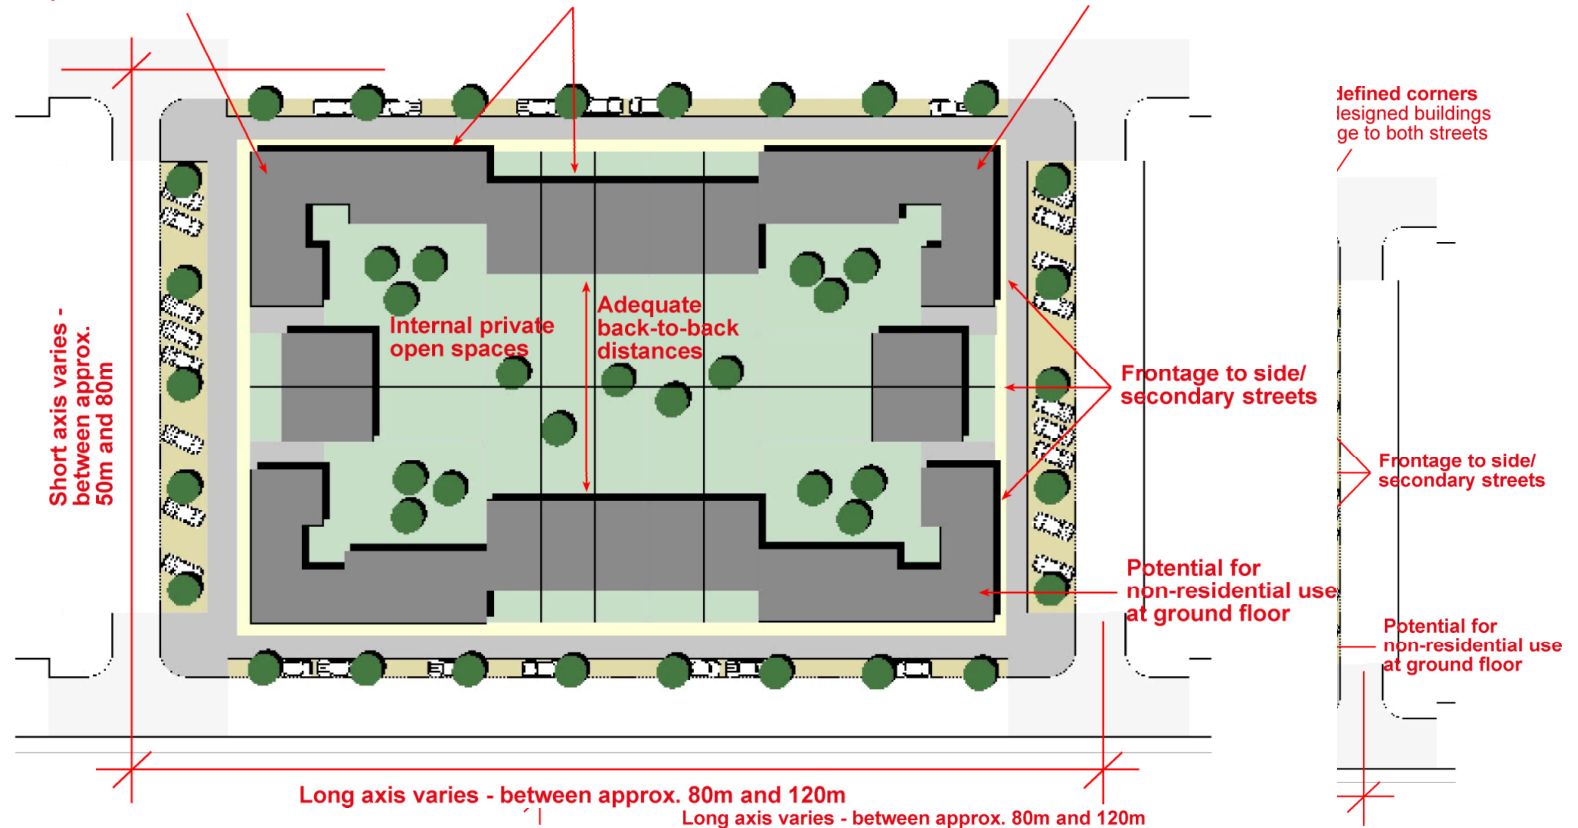 defined corners
designed buildings
ge to both streets
Short axis varies -
between approx.
50m and 80m
Internal private
open spaces
Adequate
back-to-back
distances
Frontage to side/
secondary streets
Frontage to side/
secondary streets
Potential for
non-residential use
at ground floor
Potential for
non-residential use
at ground floor
Long axis varies - between approx. 80m and 120m
Long axis varies - between approx. 80m and 120m